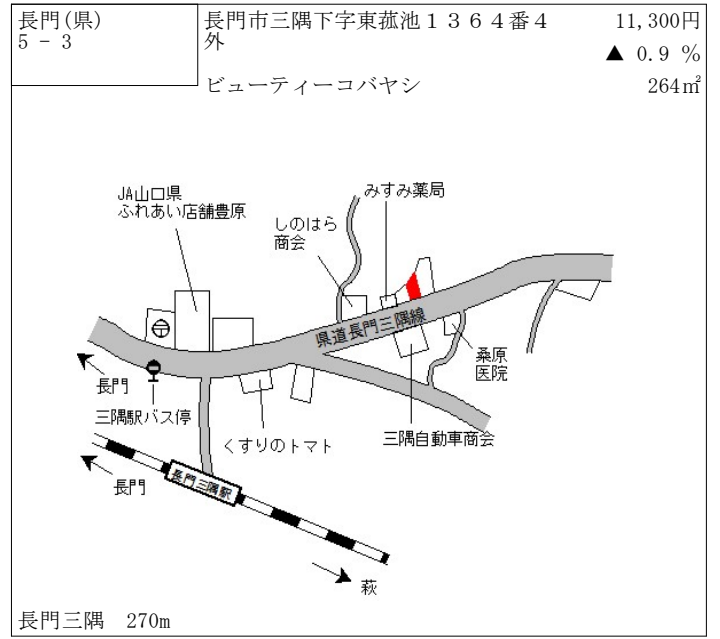 長門(県)
5 - 3
長門市三隅下字東菰池１３６４番４
外
ビューティーコバヤシ
11,300円
▲ 0.9 %
264㎡
JA山口県
ふれあい店舗豊原
しのはら
商会
みすみ薬局
県道長門三隅線
桑原
医院
長門
三隅駅バス停
くすりのトマト
三隅自動車商会
長門三隅駅
長門
萩
長門三隅　270m